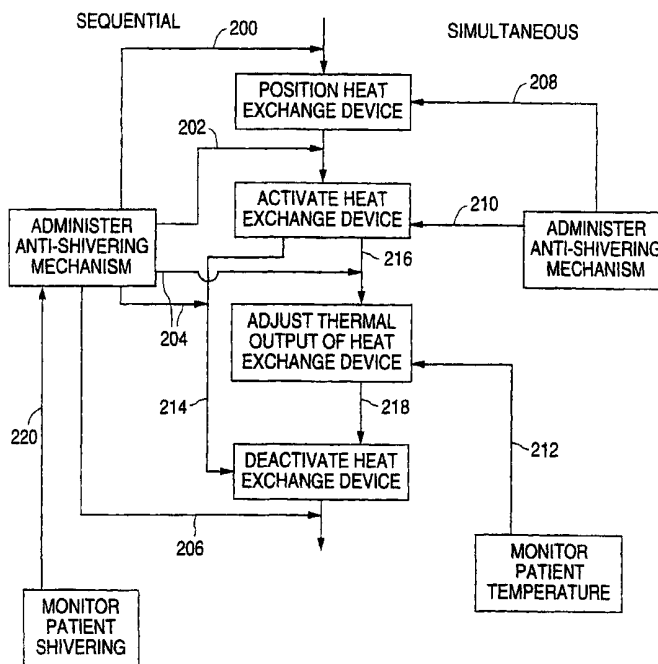 SEQUENTIAL
200
SIMULTANEOUS
POSITION HEAT
EXCHANGE DEVICE
208
202
ACTIVATE HEAT
EXCHANGE DEVICE
210
ADMINISTER
ANTI-SHIVERING
MECHANISM
ADMINISTER
ANTI-SHIVERING
MECHANISM
216
204
ADJUST THERMAL
OUTPUT OF HEAT
EXCHANGE DEVICE
214
218
220
212
DEACTIVATE HEAT
EXCHANGE DEVICE
206
MONITOR
PATIENT
TEMPERATURE
MONITOR
PATIENT
SHIVERING